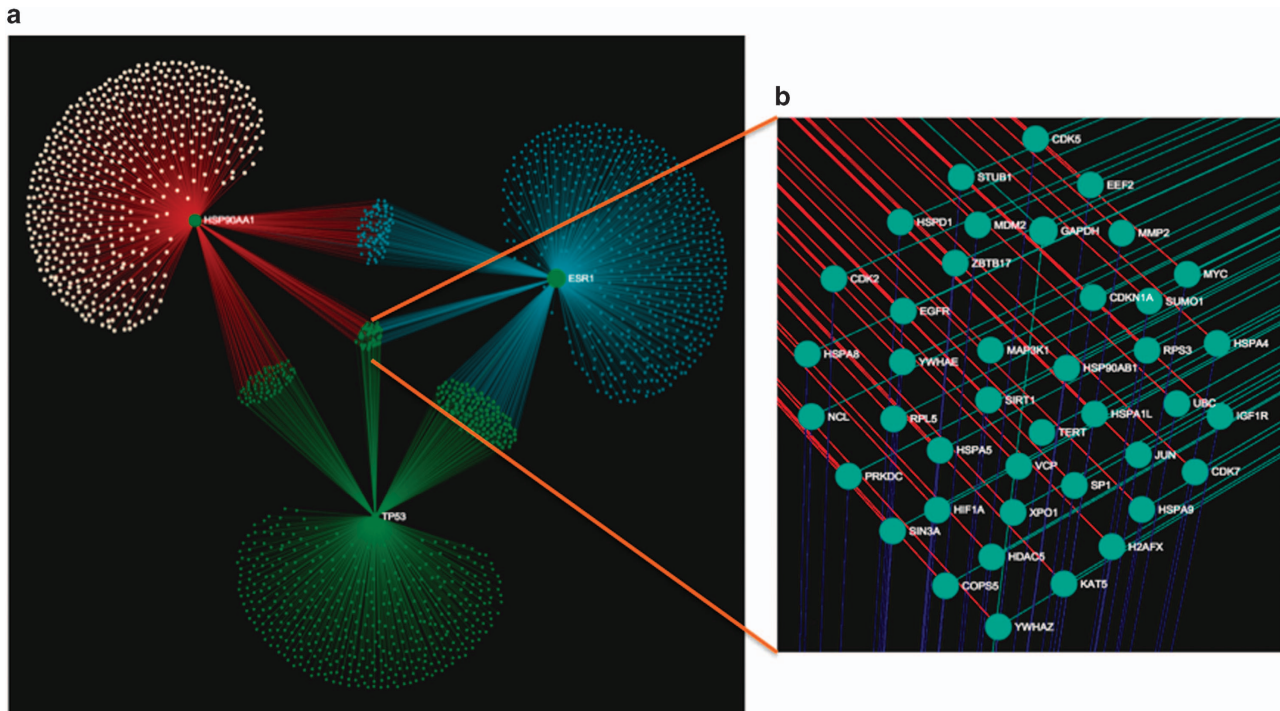 a
b
HSP90AA1
ESR1
TP53
CDK5
STUB1
EEF2
HSPD1
MDM2
GAPDH
MMP2
ZBTB17
CDK2
MYC
CDKN1A
SUMO1
EGFR
HSPA8
YWHAE
MAP3K1
HSP90AB1
RPS3
HSPA4
NCL
RPL5
SIRT1
HSPA1L
UBC
IGF1R
TERT
HSPA5
VCP
JUN
CDK7
PRKDC
SP1
HIF1A
XPO1
HSPA9
SIN3A
HDAC5
H2AFX
COPS5
KAT5
YWHAZ